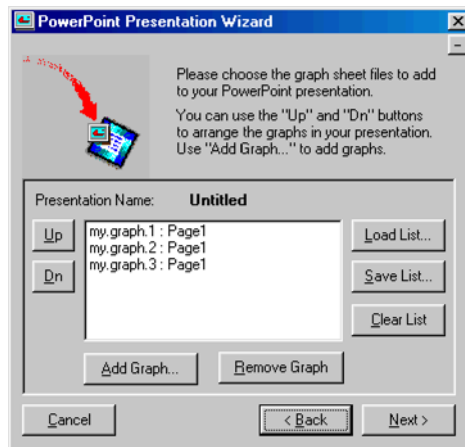 PowerPoint Presentation Wizard
Please choose the graph sheet files to add
to your PowerPoint presentation.
You can use the "Up" and "Dn" buttons
to arrange the graphs in your presentation.
Use "Add Graph..." to add graphs.
Presentation Name: Untitled
Up
Dn
my.graph.1 : Page1
my.graph.2 : Page1
my.graph.3 : Page1
Load List...
Save List...
Clear List
Add Graph...
Remove Graph
Cancel
< Back
Next >